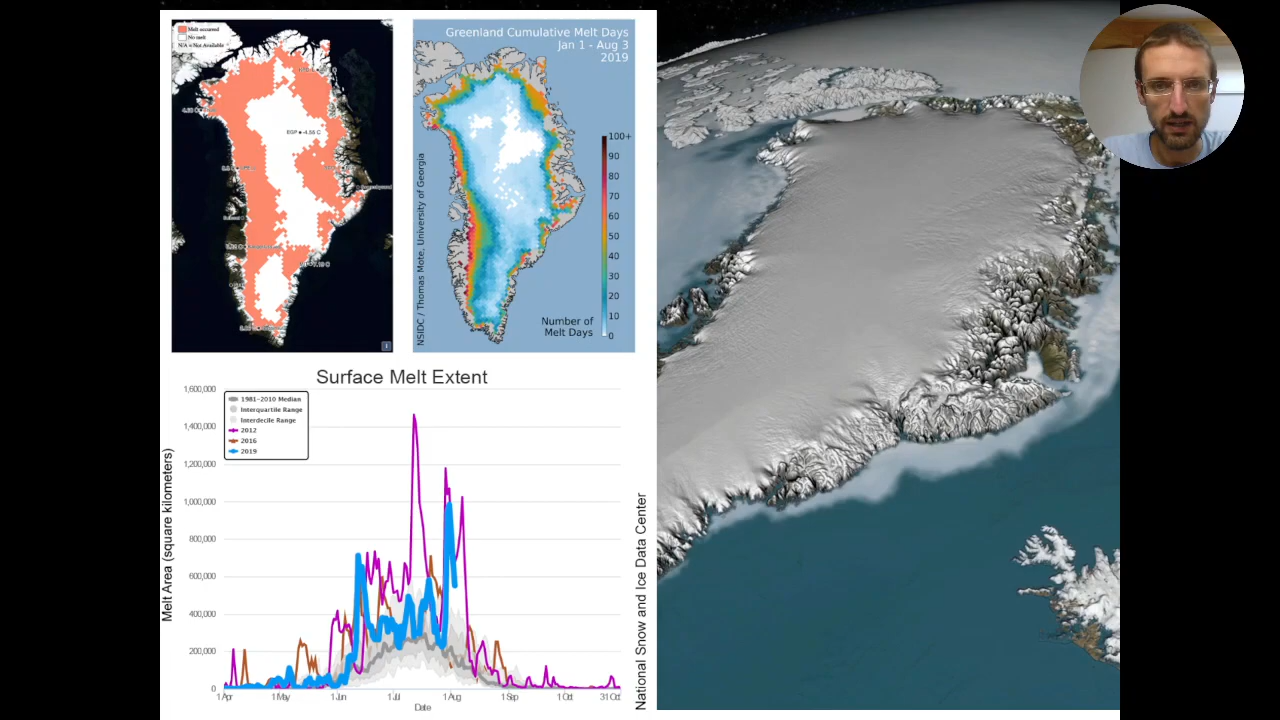 Melt occurred
No melt
N/A = Not Available
EGP ● -4.56 C
Greenland Cumulative Melt Days
Jan 1 - Aug 3
2019
100+
90
80
70
60
50
40
30
20
10
0
Number of
Melt Days
NSIDC / Thomas Mote, University of Georgia
Surface Melt Extent
1,600,000
1,400,000
1,200,000
1,000,000
800,000
600,000
400,000
200,000
0
1981-2010 Median
Interquartile Range
Interdecile Range
2012
2016
2019
Melt Area (square kilometers)
1 Apr
1 May
1 Jun
1 Jul
1 Aug
1 Sep
1 Oct
31 Oct
Date
National Snow and Ice Data Center